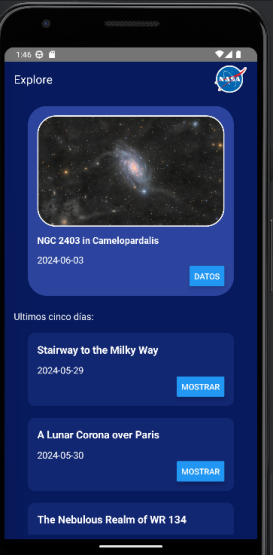 1:46
Explore
NASA
NGC 2403 in Camelopardalis
2024-06-03
DATOS
Ultimos cinco días:
Stairway to the Milky Way
2024-05-29
MOSTRAR
A Lunar Corona over Paris
2024-05-30
MOSTRAR
The Nebulous Realm of WR 134